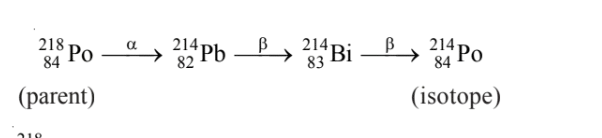 ²¹⁸₈₄Po —α→ ²¹⁴₈₂Pb —β→ ²¹⁴₈₃Bi —β→ ²¹⁴₈₄Po
(parent) (isotope)